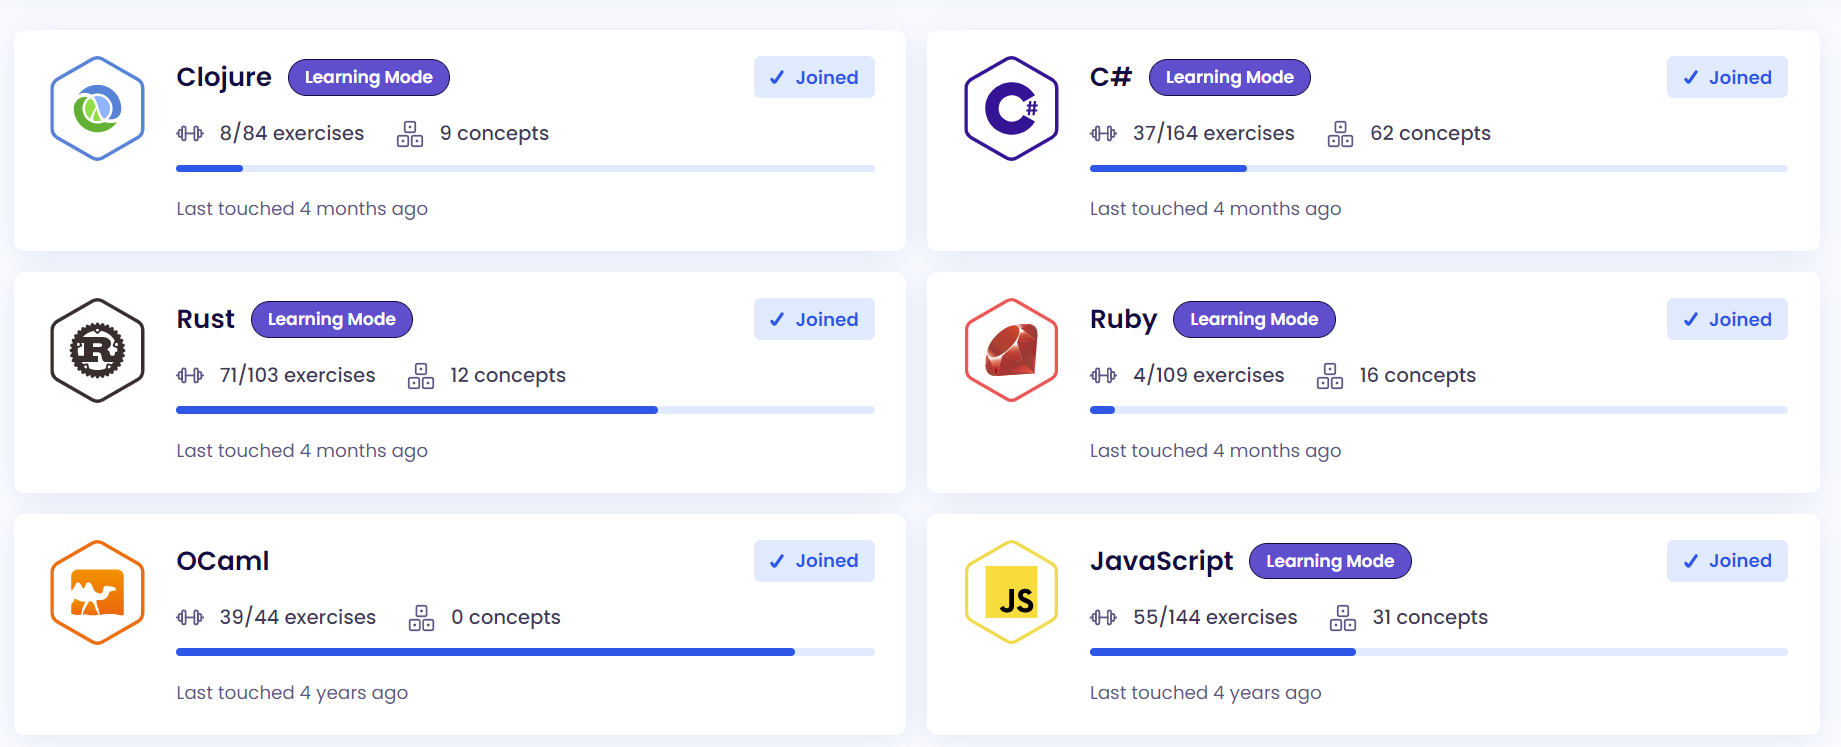 Clojure Learning Mode ✓ Joined
8/84 exercises 9 concepts
Last touched 4 months ago
C# Learning Mode ✓ Joined
C#
37/164 exercises 62 concepts
Last touched 4 months ago
Rust Learning Mode ✓ Joined
R
71/103 exercises 12 concepts
Last touched 4 months ago
Ruby Learning Mode ✓ Joined
4/109 exercises 16 concepts
Last touched 4 months ago
OCaml ✓ Joined
39/44 exercises 0 concepts
Last touched 4 years ago
JavaScript Learning Mode ✓ Joined
JS
55/144 exercises 31 concepts
Last touched 4 years ago